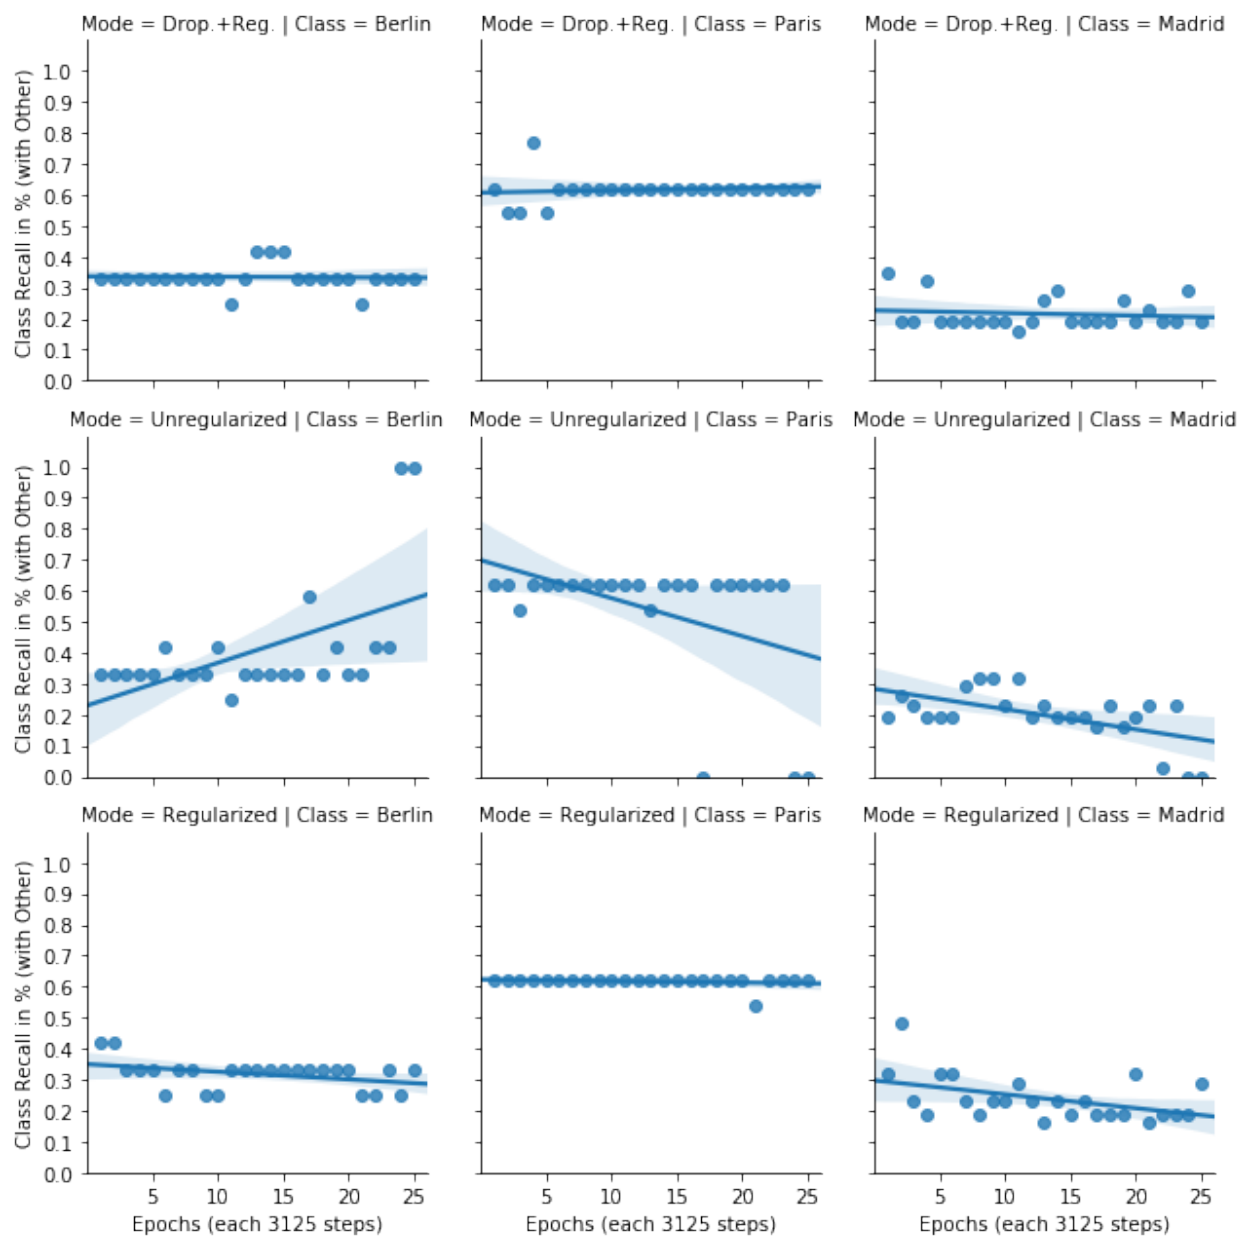 Mode = Drop.+Reg. | Class = Berlin
Mode = Drop.+Reg. | Class = Paris
Mode = Drop.+Reg. | Class = Madrid
Class Recall in % (with Other)
1.0
0.9
0.8
0.7
0.6
0.5
0.4
0.3
0.2
0.1
0.0
Mode = Unregularized | Class = Berlin
Mode = Unregularized | Class = Paris
Mode = Unregularized | Class = Madrid
Class Recall in % (with Other)
1.0
0.9
0.8
0.7
0.6
0.5
0.4
0.3
0.2
0.1
0.0
Mode = Regularized | Class = Berlin
Mode = Regularized | Class = Paris
Mode = Regularized | Class = Madrid
Class Recall in % (with Other)
1.0
0.9
0.8
0.7
0.6
0.5
0.4
0.3
0.2
0.1
0.0
5 10 15 20 25
5 10 15 20 25
5 10 15 20 25
Epochs (each 3125 steps)
Epochs (each 3125 steps)
Epochs (each 3125 steps)